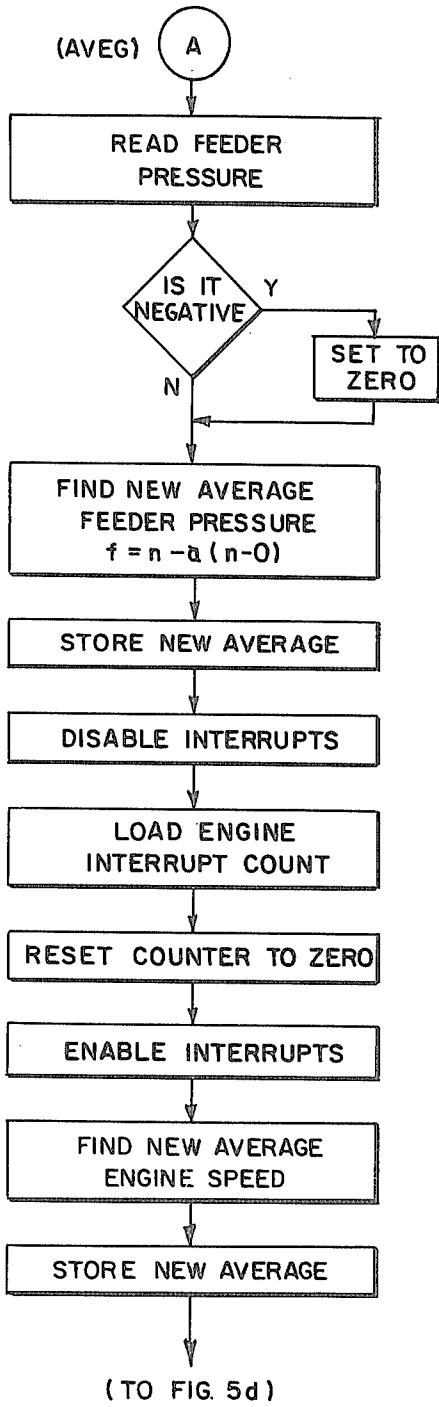 (AVEG) A
READ FEEDER
PRESSURE
IS IT
NEGATIVE
Y
SET TO
ZERO
N
FIND NEW AVERAGE
FEEDER PRESSURE
f = n - a (n-O)
STORE NEW AVERAGE
DISABLE INTERRUPTS
LOAD ENGINE
INTERRUPT COUNT
RESET COUNTER TO ZERO
ENABLE INTERRUPTS
FIND NEW AVERAGE
ENGINE SPEED
STORE NEW AVERAGE
(TO FIG. 5d)